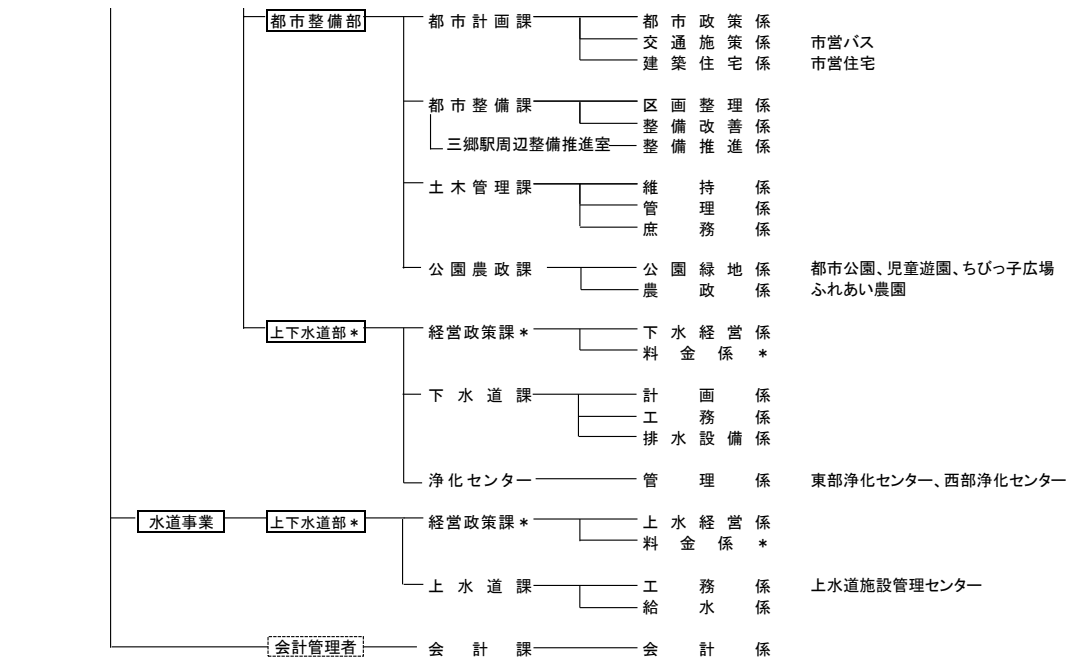 都市整備部 都市計画課 都市政策係
交通施策係 市営バス
建築住宅係 市営住宅
都市整備課 区画整理係
整備改善係
三郷駅周辺整備推進室 整備推進係
土木管理課 維持係
管理係
庶務係
公園農政課 公園緑地係 都市公園、児童遊園、ちびっ子広場
農政係 ふれあい農園
上下水道部＊ 経営政策課＊ 下水経営係
料金係＊
下水道課 計画係
工務係
排水設備係
浄化センター 管理係 東部浄化センター、西部浄化センター
水道事業 上下水道部＊ 経営政策課＊ 上水経営係
料金係＊
上水道課 工務係 上水道施設管理センター
給水係
会計管理者 会計課 会計係